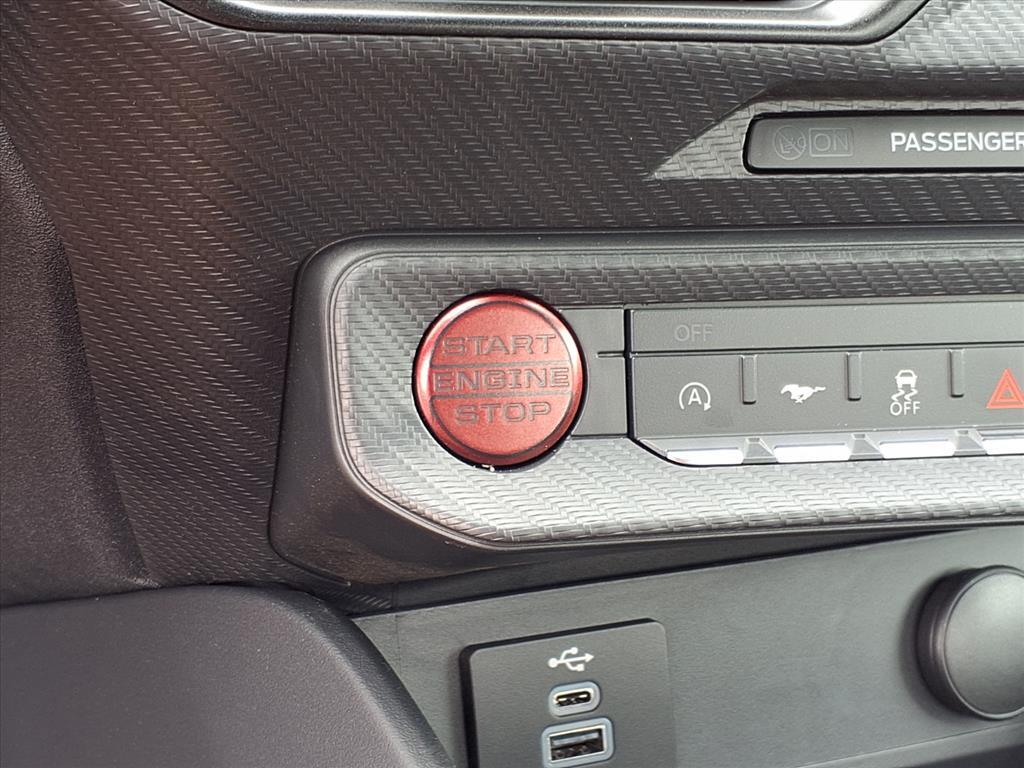 ON PASSENGER
START
ENGINE
STOP
OFF
A
OFF